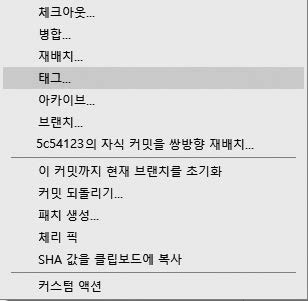 체크아웃...
병합...
재배치...
태그...
아카이브...
브랜치...
5c54123의 자식 커밋을 쌍방향 재배치...
이 커밋까지 현재 브랜치를 초기화
커밋 되돌리기...
패치 생성...
체리 픽
SHA 값을 클립보드에 복사
커스텀 액션